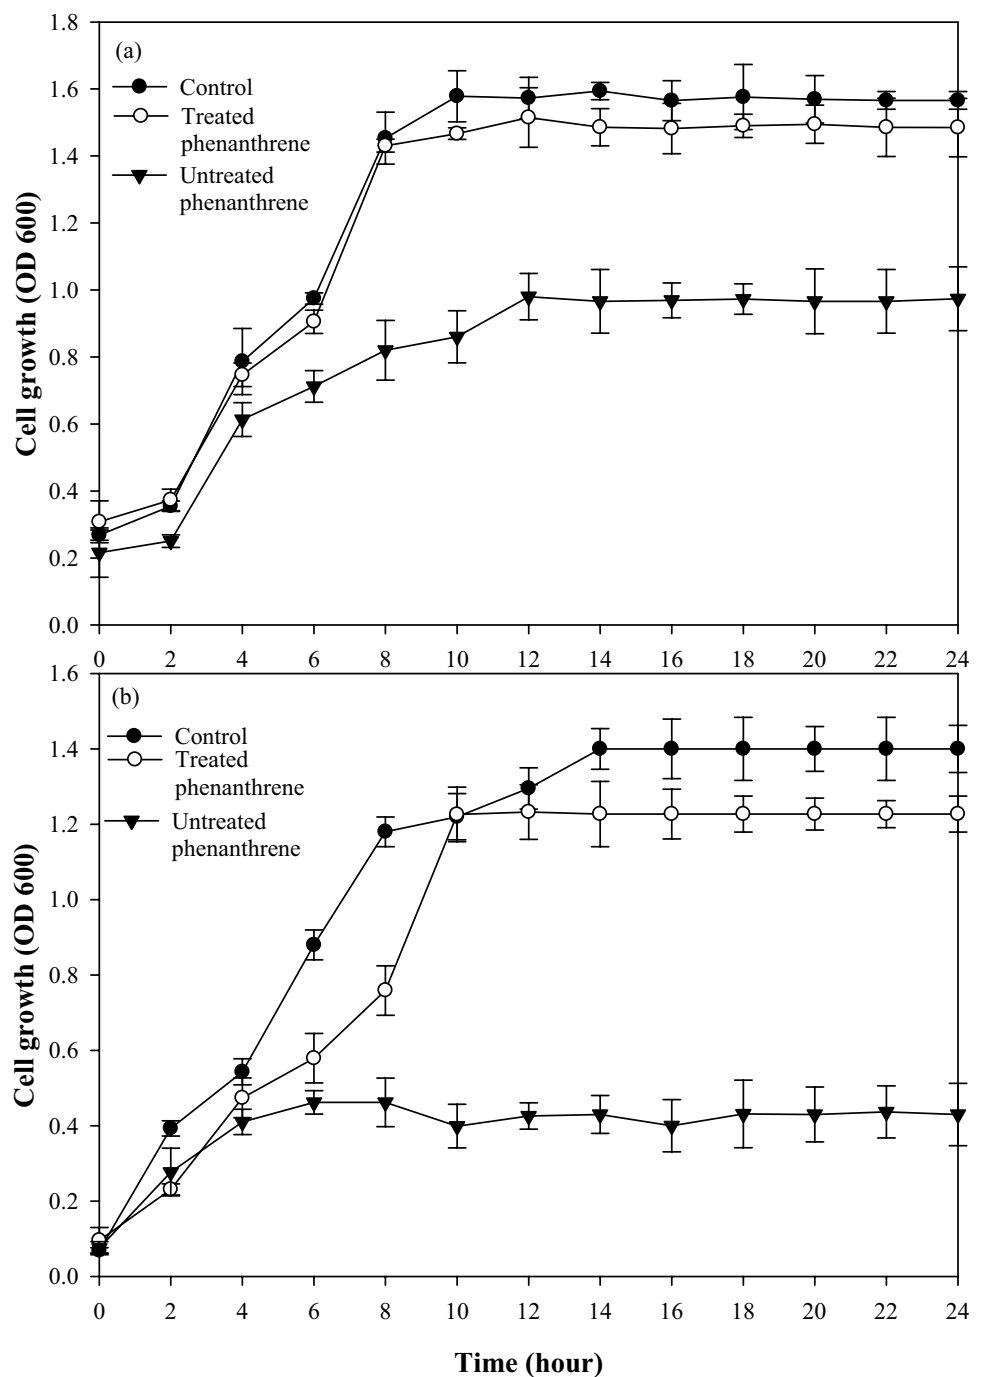 1.8
(a)
Control
Treated
phenanthrene
Untreated
phenanthrene
1.6
1.4
1.2
1.0
0.8
0.6
0.4
0.2
0.0
Cell growth (OD 600)
0 2 4 6 8 10 12 14 16 18 20 22 24
1.6
(b)
Control
Treated
phenanthrene
Untreated
phenanthrene
1.4
1.2
1.0
0.8
0.6
0.4
0.2
0.0
Cell growth (OD 600)
0 2 4 6 8 10 12 14 16 18 20 22 24
Time (hour)